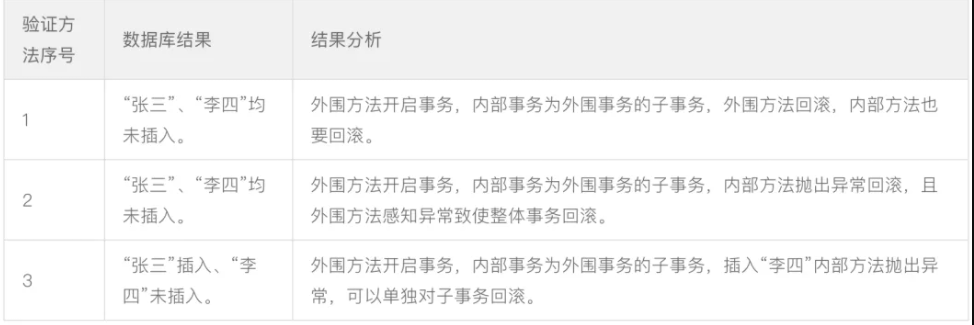 验证方
法序号
数据库结果
结果分析
1
“张三”、“李四”均
未插入。
外围方法开启事务，内部事务为外围事务的子事务，外围方法回滚，内部方法也
要回滚。
2
“张三”、“李四”均
未插入。
外围方法开启事务，内部事务为外围事务的子事务，内部方法抛出异常回滚，且
外围方法感知异常致使整体事务回滚。
3
“张三”插入、“李
四”未插入。
外围方法开启事务，内部事务为外围事务的子事务，插入“李四”内部方法抛出异
常，可以单独对子事务回滚。